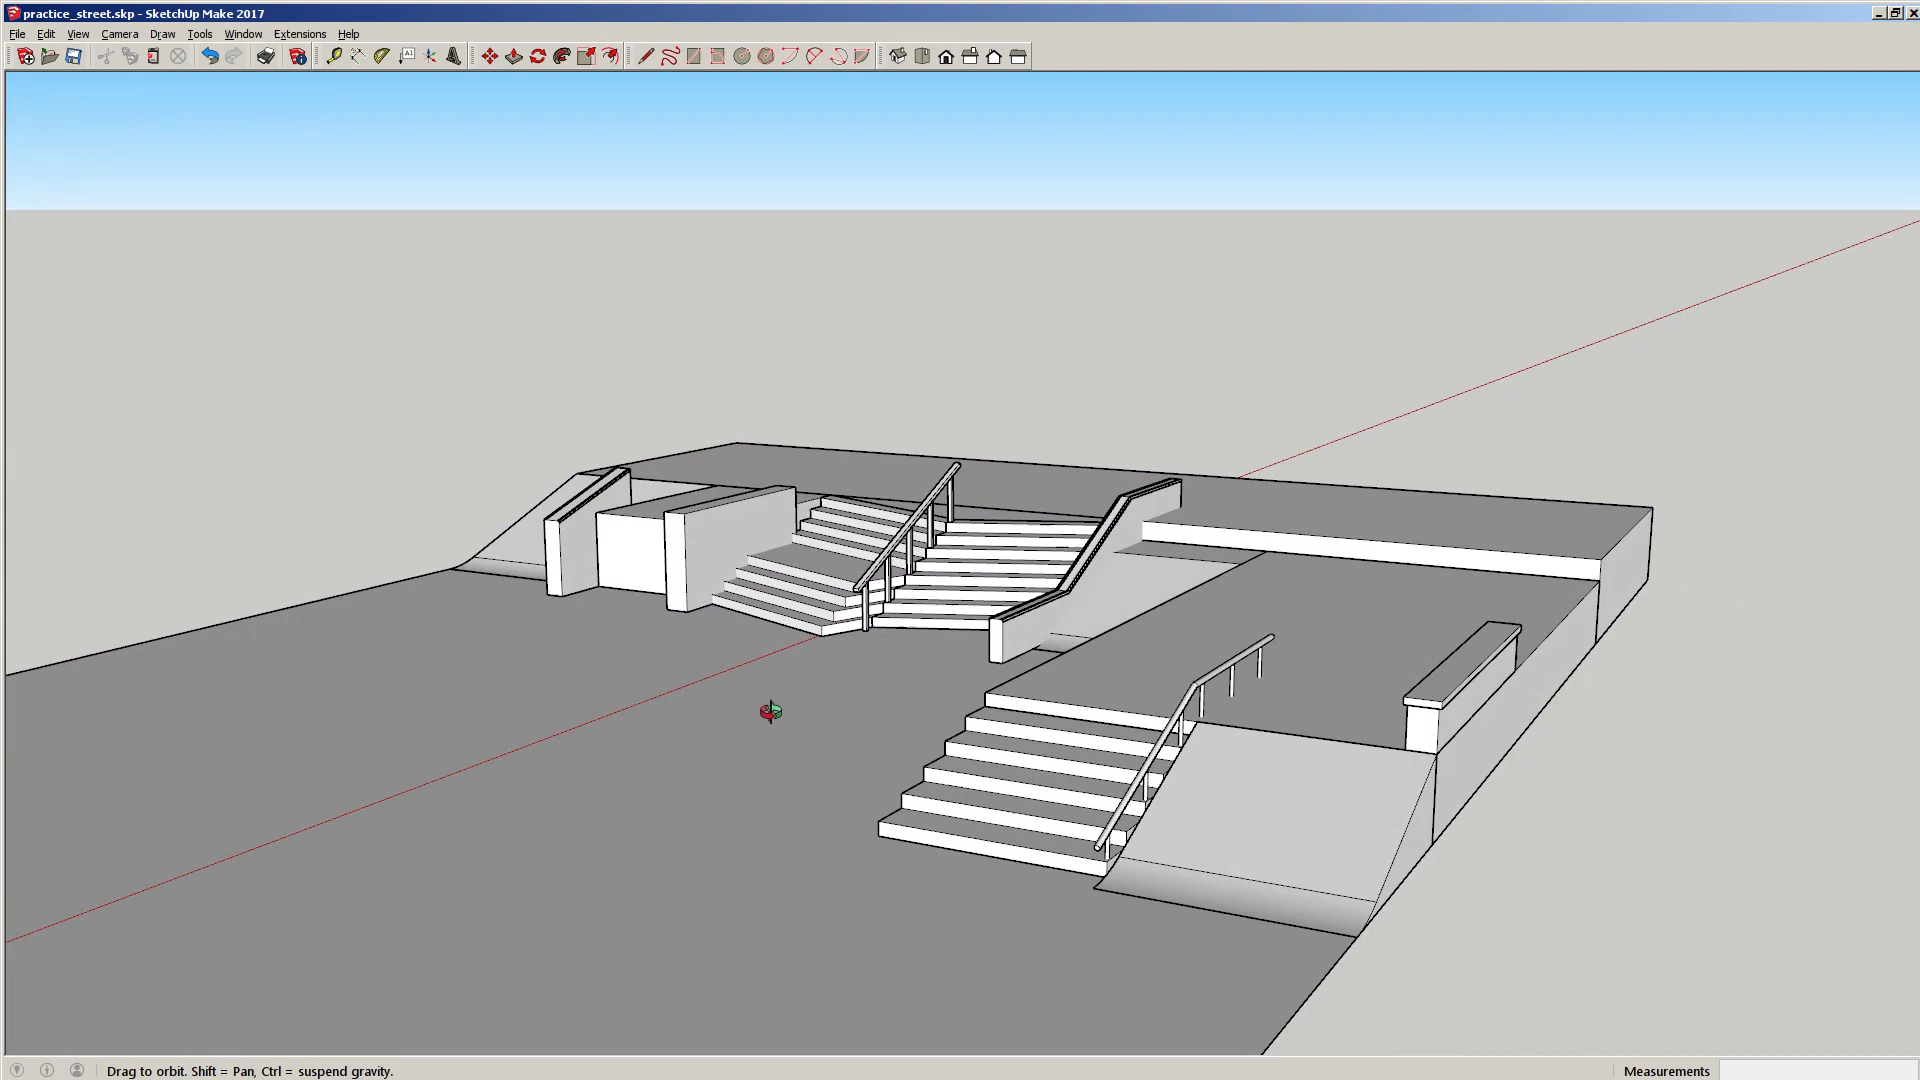 practice_street.skp - SketchUp Make 2017
File Edit View Camera Draw Tools Window Extensions Help
A1
Drag to orbit. Shift = Pan, Ctrl = suspend gravity.
Measurements